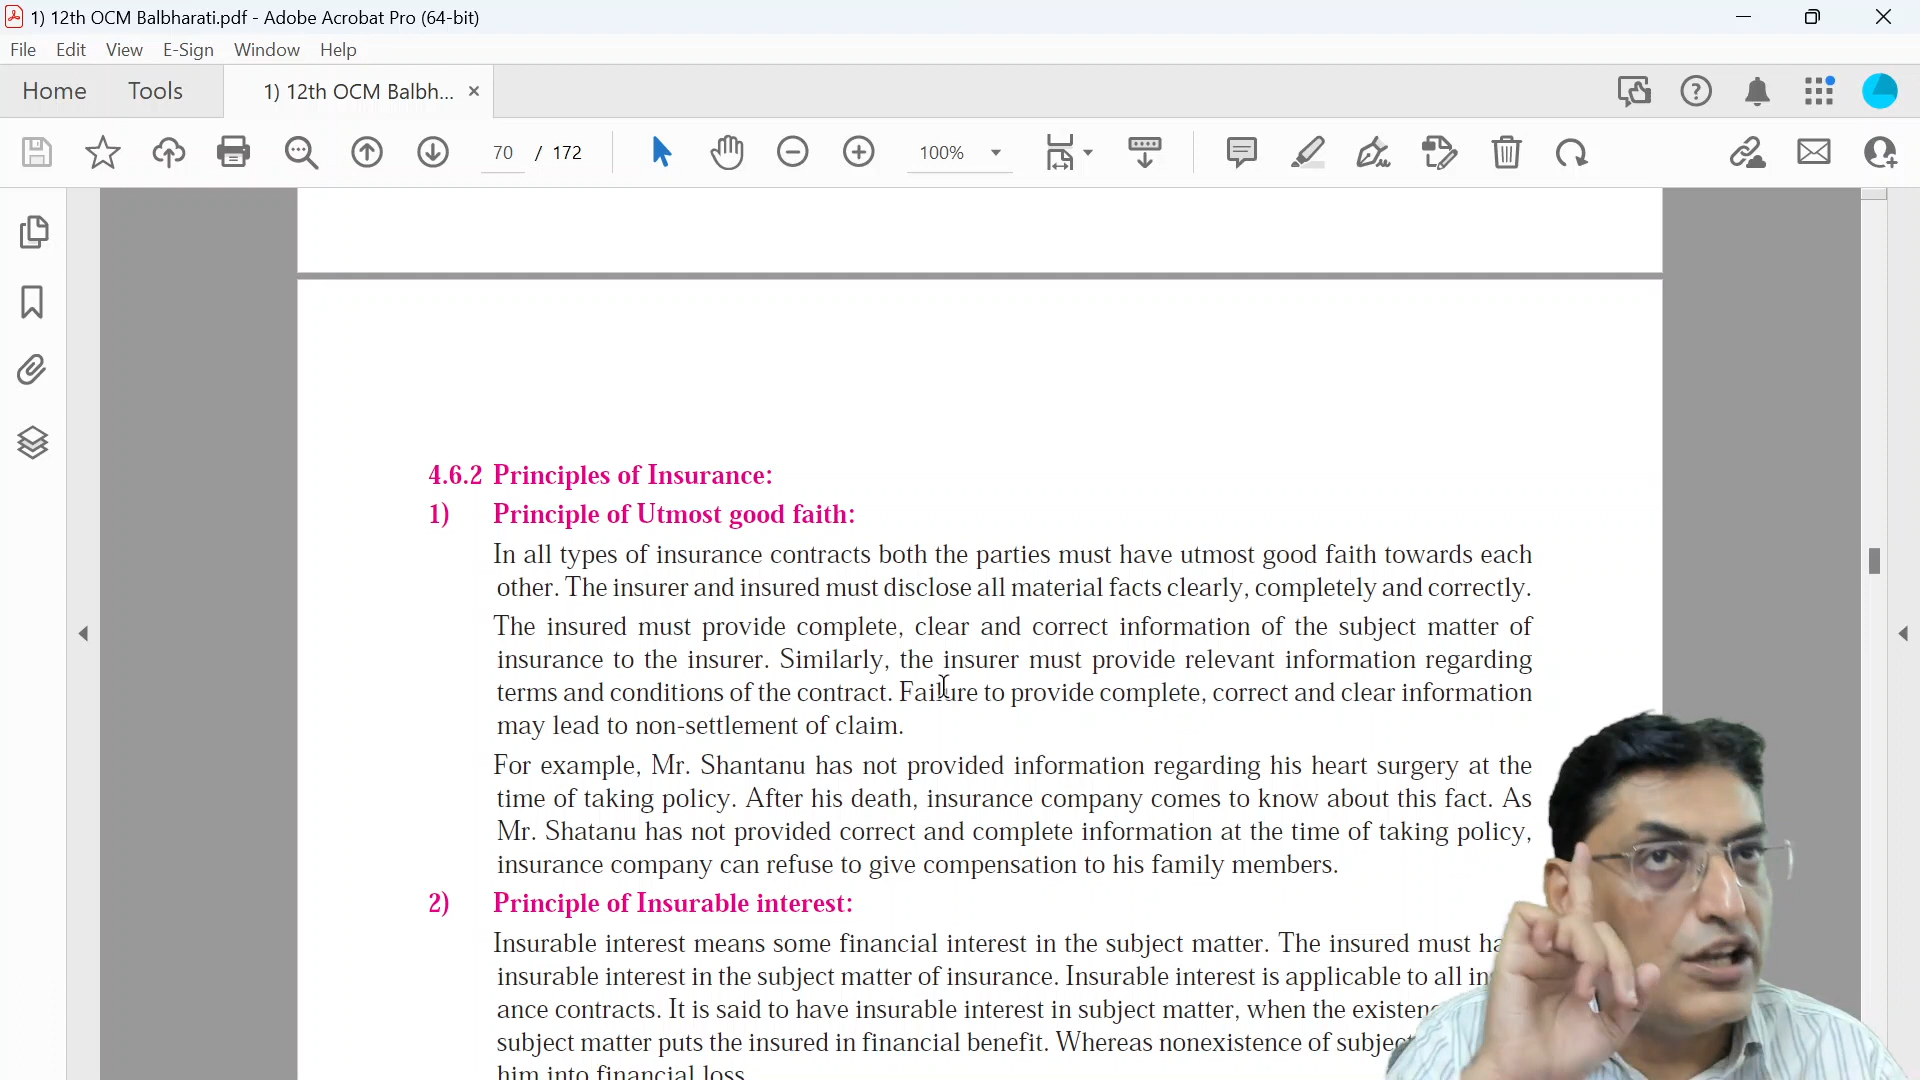 1) 12th OCM Balbharati.pdf - Adobe Acrobat Pro (64-bit)
File Edit View E-Sign Window Help
Home Tools 1) 12th OCM Balbh... ×
70 / 172 100%
4.6.2 Principles of Insurance:
1) Principle of Utmost good faith:
In all types of insurance contracts both the parties must have utmost good faith towards each
other. The insurer and insured must disclose all material facts clearly, completely and correctly.
The insured must provide complete, clear and correct information of the subject matter of
insurance to the insurer. Similarly, the insurer must provide relevant information regarding
terms and conditions of the contract. Failure to provide complete, correct and clear information
may lead to non-settlement of claim.
For example, Mr. Shantanu has not provided information regarding his heart surgery at the
time of taking policy. After his death, insurance company comes to know about this fact. As
Mr. Shatanu has not provided correct and complete information at the time of taking policy,
insurance company can refuse to give compensation to his family members.
2) Principle of Insurable interest:
Insurable interest means some financial interest in the subject matter. The insured must
insurable interest in the subject matter of insurance. Insurable interest is applicable to all
ance contracts. It is said to have insurable interest in subject matter, when the
subject matter puts the insured in financial benefit. Whereas nonexistence of
him into financial loss.